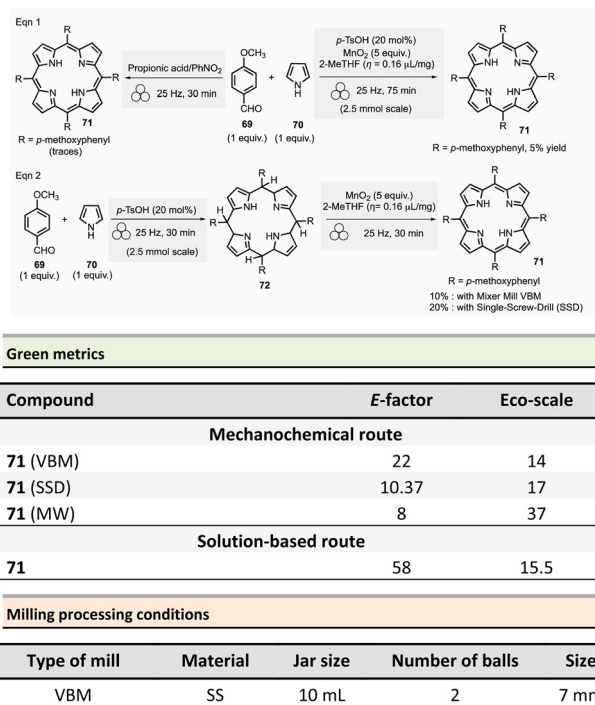 Eqn 1
R
NH
N
R
R
N
HN
R
71
R = p-methoxyphenyl
(traces)
Propionic acid/PhNO2
25 Hz, 30 min
OCH3
CHO
69
(1 equiv.)
+
N
H
70
(1 equiv.)
p-TsOH (20 mol%)
MnO2 (5 equiv.)
2-MeTHF (η = 0.16 μL/mg)
25 Hz, 75 min
(2.5 mmol scale)
R
NH
N
R
R
N
HN
R
71
R = p-methoxyphenyl, 5% yield
Eqn 2
OCH3
CHO
69
(1 equiv.)
+
N
H
70
(1 equiv.)
p-TsOH (20 mol%)
25 Hz, 30 min
(2.5 mmol scale)
R
H
NH
N
H
R
R
H
N
HN
H
R
72
MnO2 (5 equiv.)
2-MeTHF (η= 0.16 μL/mg)
25 Hz, 30 min
R
NH
N
R
R
N
HN
R
71
R = p-methoxyphenyl
10% : with Mixer Mill VBM
20% : with Single-Screw-Drill (SSD)
Green metrics
Compound E-factor Eco-scale
Mechanochemical route
71 (VBM) 22 14
71 (SSD) 10.37 17
71 (MW) 8 37
Solution-based route
71 58 15.5
Milling processing conditions
Type of mill Material Jar size Number of balls Size
VBM SS 10 mL 2 7 mm